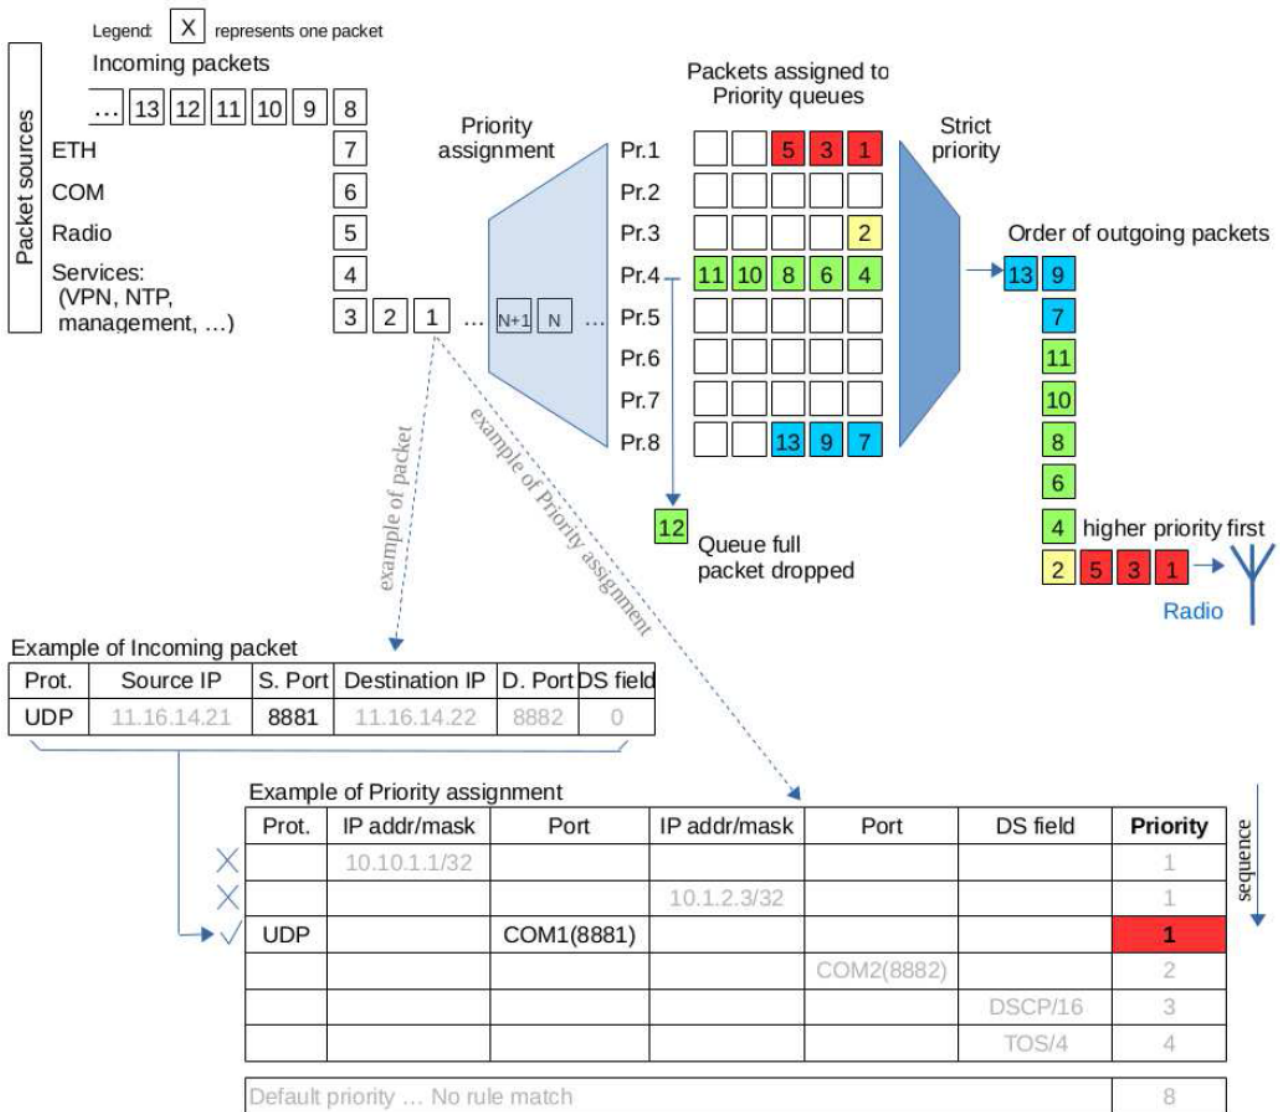 Legend: X represents one packet
Incoming packets
Packet sources
... 13 12 11 10 9 8
ETH 7
COM 6
Radio 5
Services: 4
(VPN, NTP,
management, ...) 3 2 1 ... N+1 N ...
Priority
assignment
Packets assigned to
Priority queues
Strict
priority
Pr.1 5 3 1
Pr.2
Pr.3 2
Pr.4 11 10 8 6 4
Pr.5
Pr.6
Pr.7
Pr.8 13 9 7
12
Queue full
packet dropped
Order of outgoing packets
13 9
7
11
10
8
6
4 higher priority first
2 5 3 1
Radio
example of packet
example of Priority assignment
Example of Incoming packet
Prot. Source IP S. Port Destination IP D. Port DS field
UDP 11.16.14.21 8881 11.16.14.22 8882 0
Example of Priority assignment
Prot. IP addr/mask Port IP addr/mask Port DS field Priority
10.10.1.1/32 1
10.1.2.3/32 1
UDP COM1(8881) 1
COM2(8882) 2
DSCP/16 3
TOS/4 4
Default priority ... No rule match 8
sequence